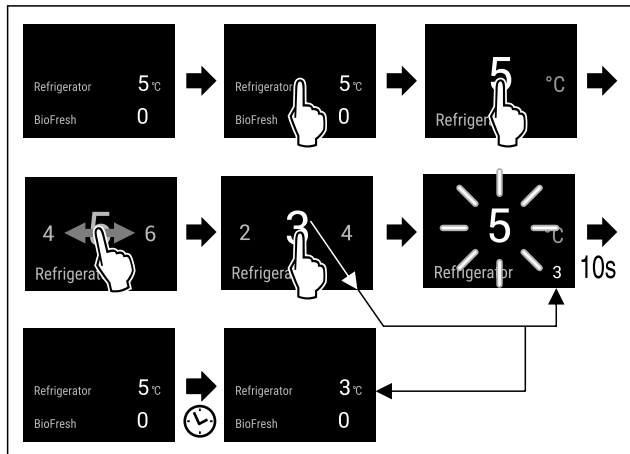 Refrigerator 5 °C
BioFresh 0
Refrigerator 5 °C
BioFresh 0
5 °C
Refriger
4 5 6
Refrigerat
2 3 4
Refrigera
5 °C
Refrigerator 3
10s
Refrigerator 5 °C
BioFresh 0
Refrigerator 3 °C
BioFresh 0